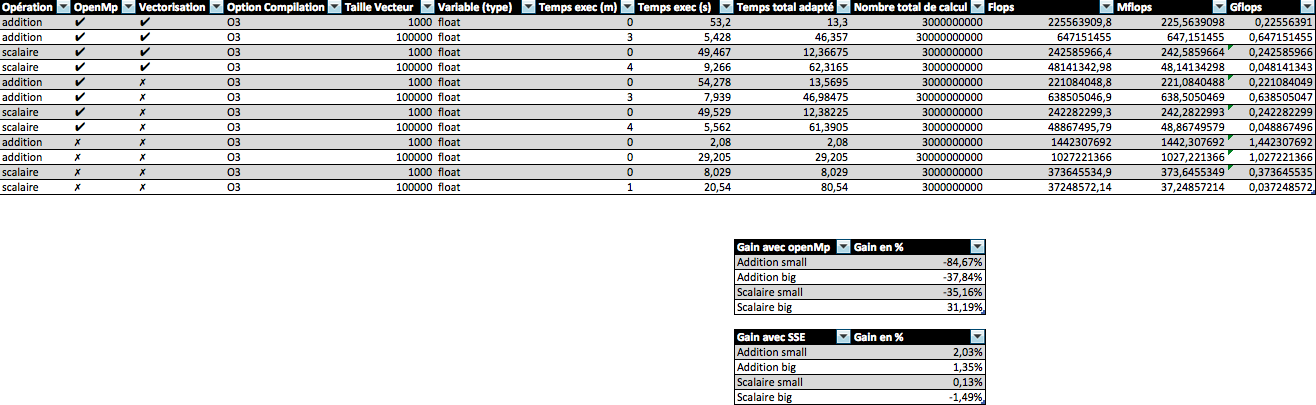 Opération OpenMp Vectorisation Option Compilation Taille Vecteur Variable (type) Temps exec (m) Temps exec (s) Temps total adapté Nombre total de calcul Flops Mflops Gflops
addition ✔ ✔ O3 1000 float 0 53,2 13,3 3000000000 225563909,8 225,5639098 0,22556391
addition ✔ ✔ O3 100000 float 3 5,428 46,357 30000000000 647151455 647,151455 0,647151455
scalaire ✔ ✔ O3 1000 float 0 49,467 12,36675 3000000000 242585966,4 242,5859664 0,242585966
scalaire ✔ ✔ O3 100000 float 4 9,266 62,3165 3000000000 48141342,98 48,14134298 0,048141343
addition ✔ ✗ O3 1000 float 0 54,278 13,5695 3000000000 221084048,8 221,0840488 0,221084049
addition ✔ ✗ O3 100000 float 3 7,939 46,98475 30000000000 638505046,9 638,5050469 0,638505047
scalaire ✔ ✗ O3 1000 float 0 49,529 12,38225 3000000000 242282299,3 242,2822993 0,242282299
scalaire ✔ ✗ O3 100000 float 4 5,562 61,3905 3000000000 48867495,79 48,86749579 0,048867496
addition ✗ ✗ O3 1000 float 0 2,08 2,08 3000000000 1442307692 1442,307692 1,442307692
addition ✗ ✗ O3 100000 float 0 29,205 29,205 30000000000 1027221366 1027,221366 1,027221366
scalaire ✗ ✗ O3 1000 float 0 8,029 8,029 3000000000 373645534,9 373,6455349 0,373645535
scalaire ✗ ✗ O3 100000 float 1 20,54 80,54 3000000000 37248572,14 37,24857214 0,037248572
Gain avec openMp Gain en %
Addition small -84,67%
Addition big -37,84%
Scalaire small -35,16%
Scalaire big 31,19%
Gain avec SSE Gain en %
Addition small 2,03%
Addition big 1,35%
Scalaire small 0,13%
Scalaire big -1,49%